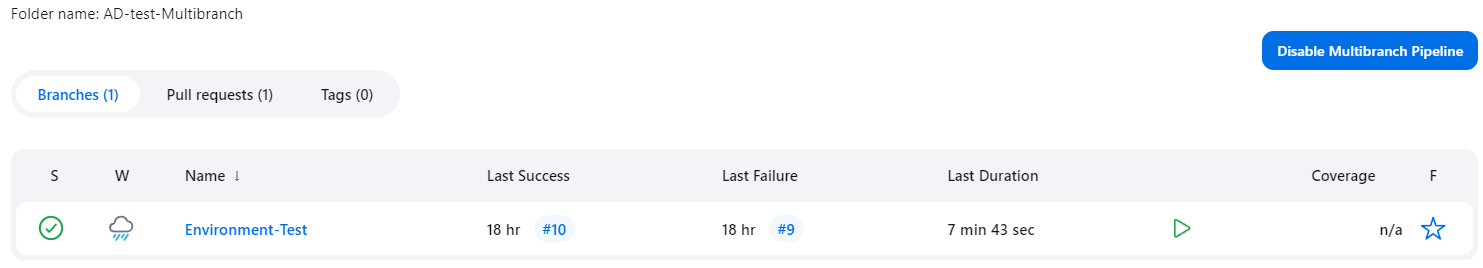 Folder name: AD-test-Multibranch
Disable Multibranch Pipeline
Branches (1) Pull requests (1) Tags (0)
S W Name ↓ Last Success Last Failure Last Duration Coverage F
Environment-Test 18 hr #10 18 hr #9 7 min 43 sec n/a